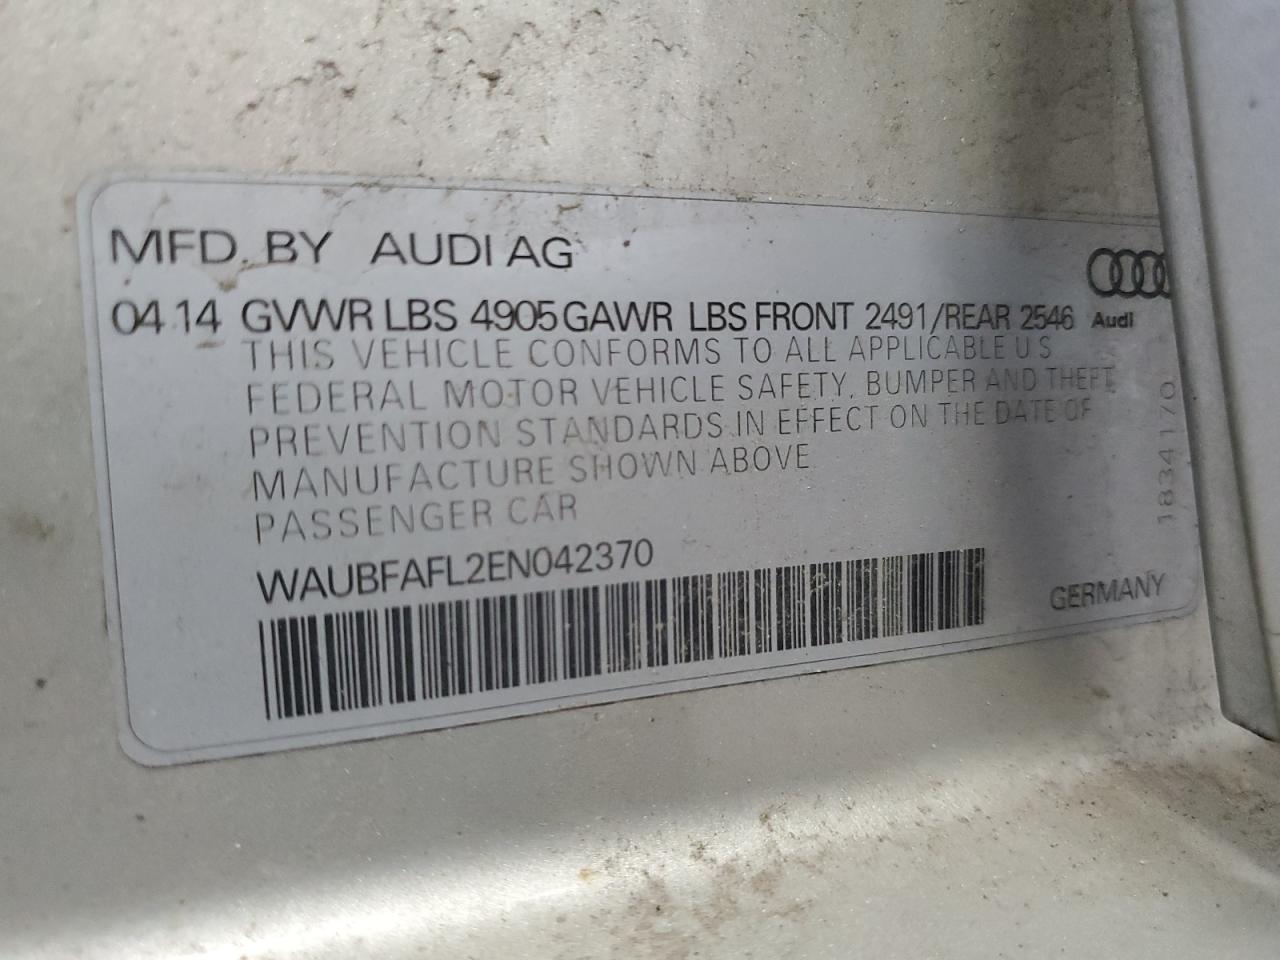 MFD. BY AUDI AG
04.14 GVWR LBS 4905 GAWR LBS FRONT 2491/REAR 2546
Audi
THIS VEHICLE CONFORMS TO ALL APPLICABLE U S
FEDERAL MOTOR VEHICLE SAFETY, BUMPER AND THEFT
PREVENTION STANDARDS IN EFFECT ON THE DATE OF
MANUFACTURE SHOWN ABOVE
PASSENGER CAR
WAUBFAFL2EN042370
GERMANY
1834170